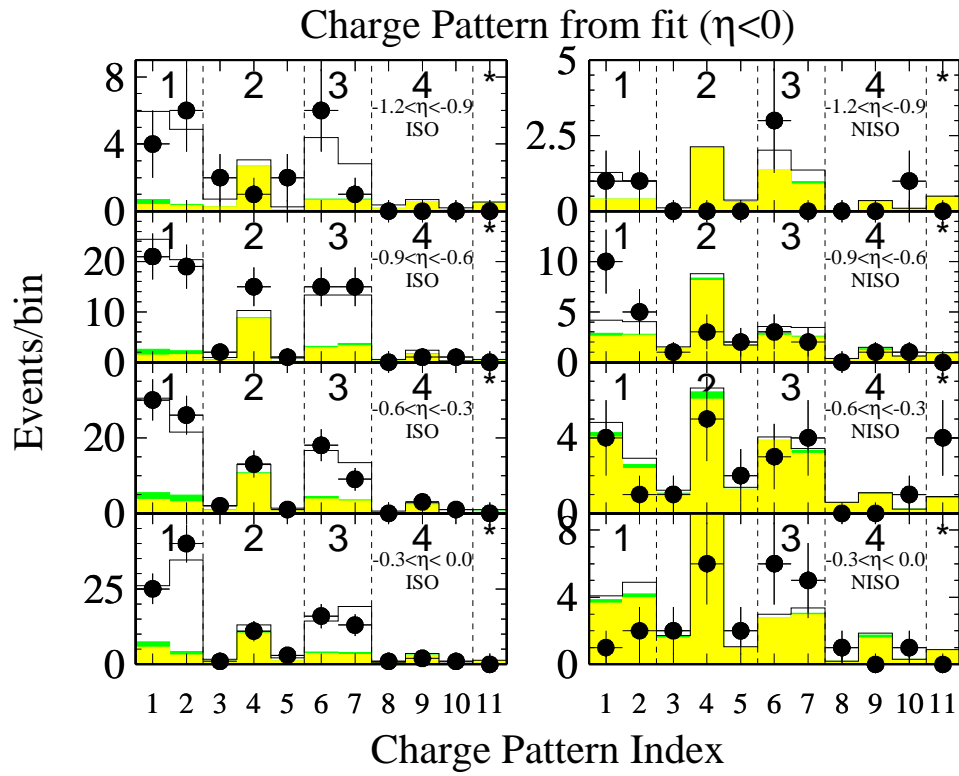 Charge Pattern from fit (η<0)
Events/bin
8
4
0
1
2
3
4
*
-1.2<η<-0.9
ISO
5
2.5
0
1
2
3
4
*
-1.2<η<-0.9
NISO
20
10
0
1
2
3
4
*
-0.9<η<-0.6
ISO
10
5
0
1
2
3
4
*
-0.9<η<-0.6
NISO
40
20
0
1
2
3
4
*
-0.6<η<-0.3
ISO
4
0
1
2
3
4
*
-0.6<η<-0.3
NISO
25
0
1
2
3
4
*
-0.3<η< 0.0
ISO
8
4
0
1
2
3
4
*
-0.3<η< 0.0
NISO
1 2 3 4 5 6 7 8 9 10 11
1 2 3 4 5 6 7 8 9 10 11
Charge Pattern Index